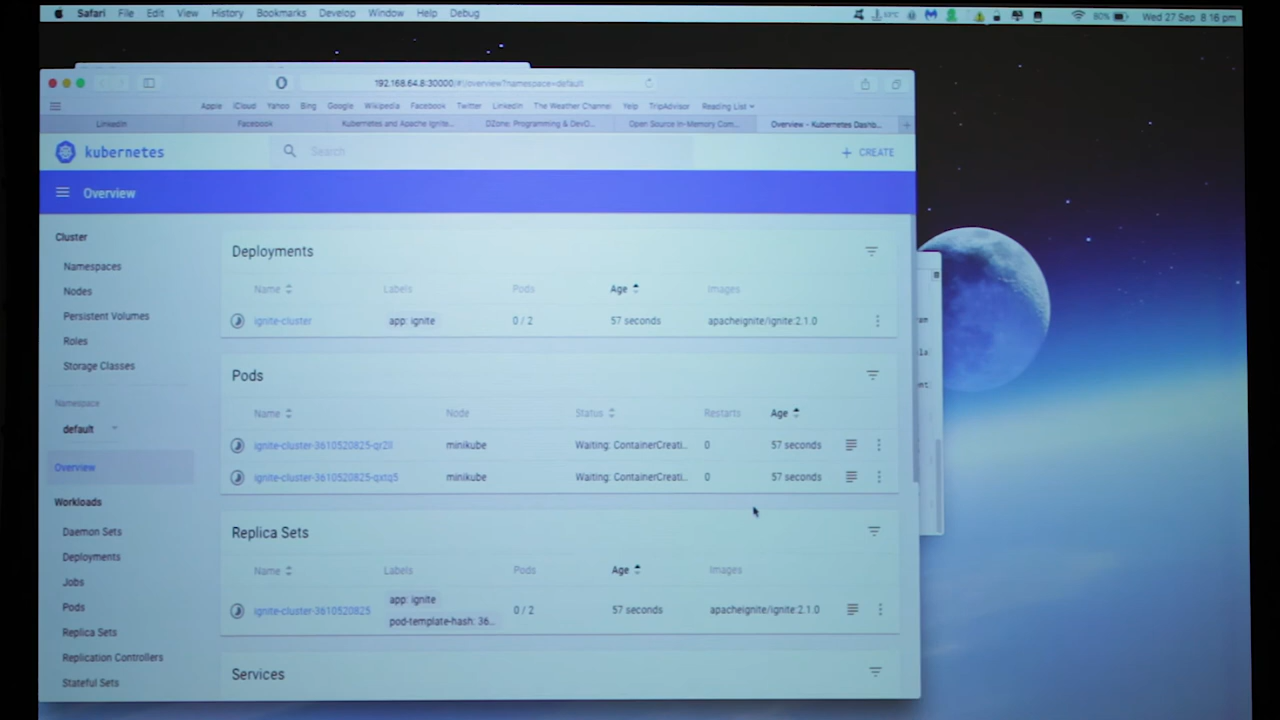 Safari File Edit View History Bookmarks Develop Window Help Debug 80% Wed 27 Sep 8:16 pm
192.168.64.8:30000/#!/overview?namespace=default
Apple iCloud Yahoo Bing Google Wikipedia Facebook Twitter LinkedIn The Weather Channel Yelp TripAdvisor Reading List
LinkedIn Facebook Kubernetes and Apache Ignite... DZone: Programming & DevO... Open Source In-Memory Com... Overview - Kubernetes Dashb...
kubernetes Search + CREATE
Overview
Cluster
Namespaces
Nodes
Persistent Volumes
Roles
Storage Classes
Namespace
default
Overview
Workloads
Daemon Sets
Deployments
Jobs
Pods
Replica Sets
Replication Controllers
Stateful Sets
Deployments
Name Labels Pods Age Images
ignite-cluster app: ignite 0 / 2 57 seconds apacheignite/ignite:2.1.0
Pods
Name Node Status Restarts Age
minikube Waiting: ContainerCreati.. 0 57 seconds
ignite-cluster-3610520825-qxtq5 minikube Waiting: ContainerCreati.. 0 57 seconds
Replica Sets
Name Labels Pods Age Images
ignite-cluster-3610520825 app: ignite 0 / 2 57 seconds apacheignite/ignite:2.1.0
pod-template-hash: 36..
Services